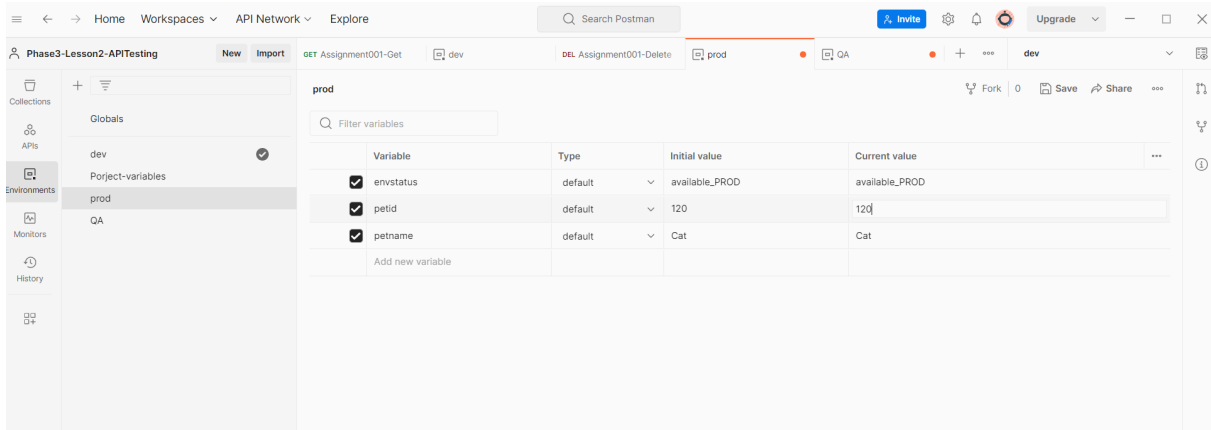 Home Workspaces API Network Explore Search Postman Invite Upgrade
Phase3-Lesson2-APITesting New Import GET Assignment001-Get dev DEL Assignment001-Delete prod QA dev
Collections
APIs
Environments
Monitors
History
Globals
dev
Porject-variables
prod
QA
prod Fork 0 Save Share
Filter variables
Variable Type Initial value Current value
envstatus default available_PROD available_PROD
petid default 120 120
petname default Cat Cat
Add new variable